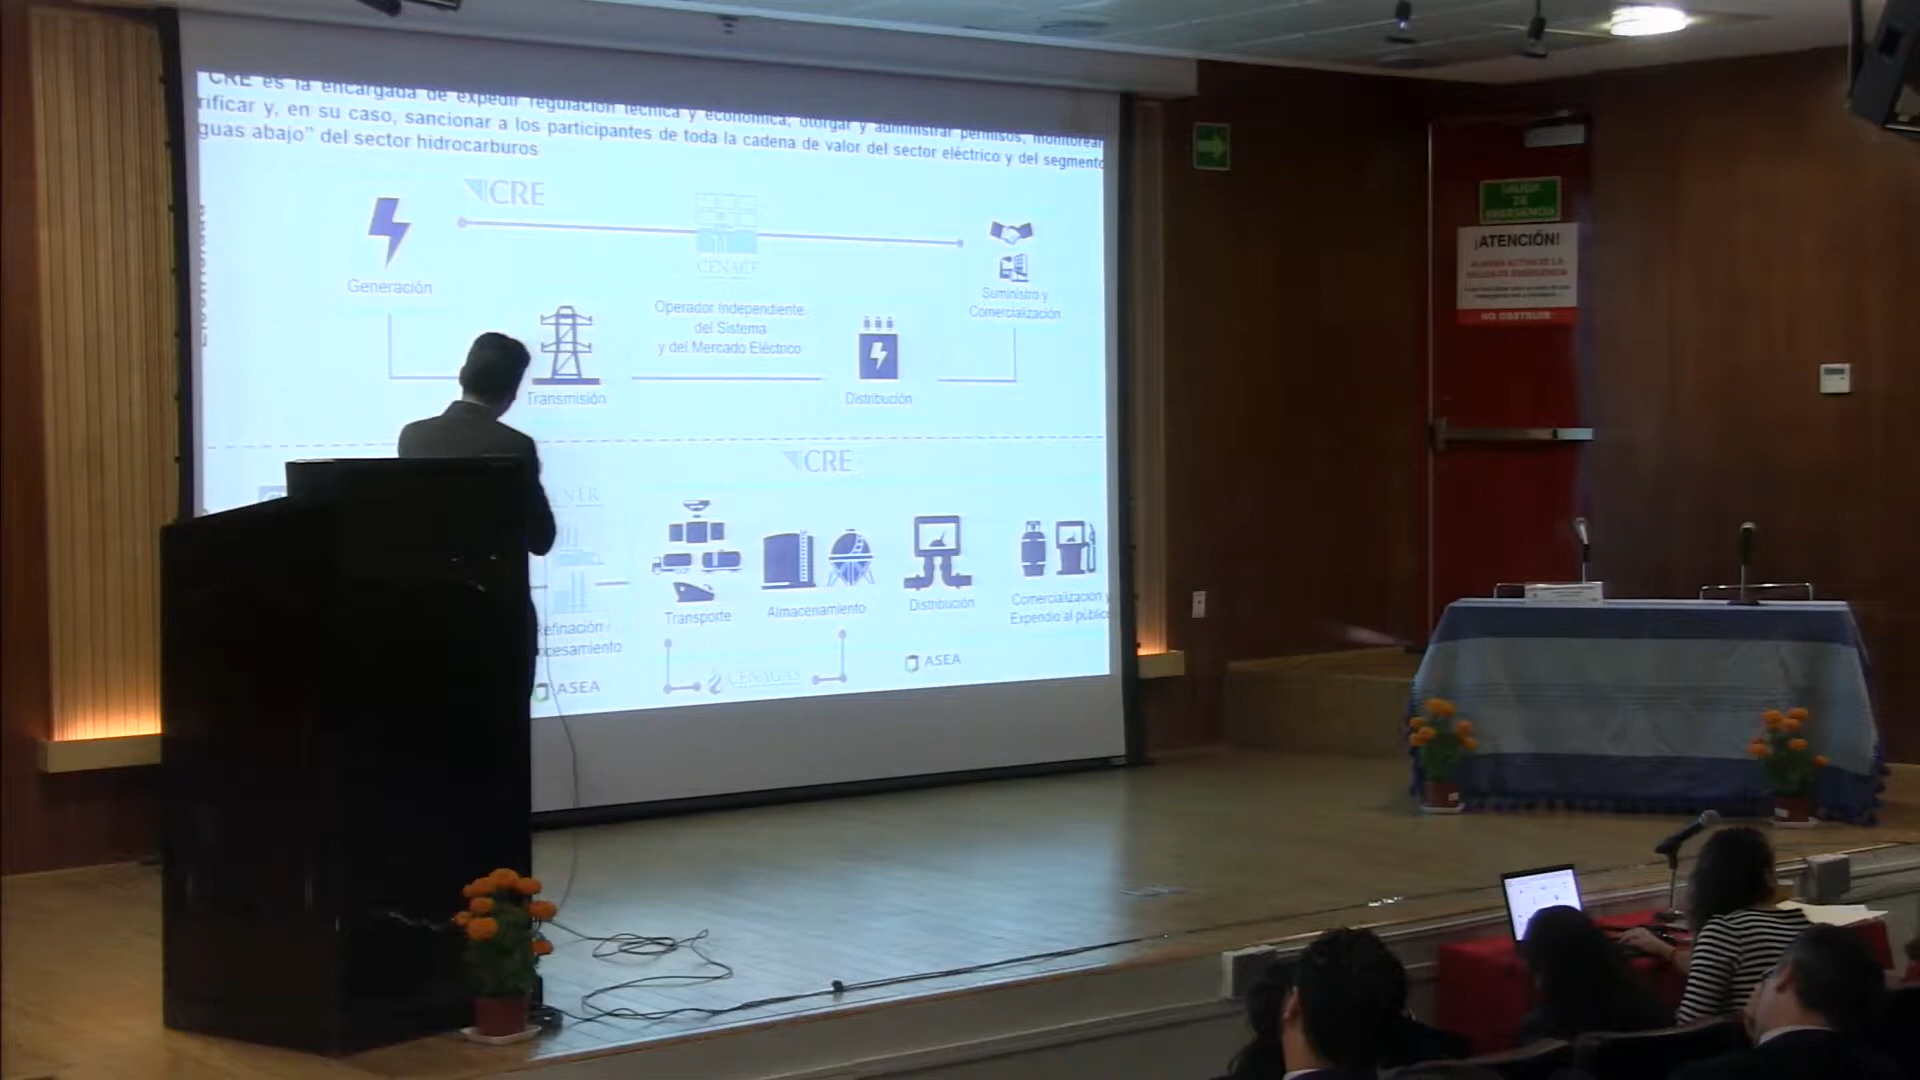 CRE es la encargada de expedir regulación técnica y económica, otorgar y administrar permisos, monitorear
rificar y, en su caso, sancionar a los participantes de toda la cadena de valor del sector eléctrico y del segmento
guas abajo” del sector hidrocarburos
CRE
CENACE
Generación
Suministro y
Comercialización
Operador Independiente
del Sistema
y del Mercado Eléctrico
Transmisión
Distribución
CRE
ENER
Transporte
Almacenamiento
Distribución
Comercialización y
Expendio al público
Refinación
ocesamiento
ASEA
CENAGAS
ASEA
SALIDA
DE
EMERGENCIA
¡ATENCIÓN!
NO OBSTRUIR